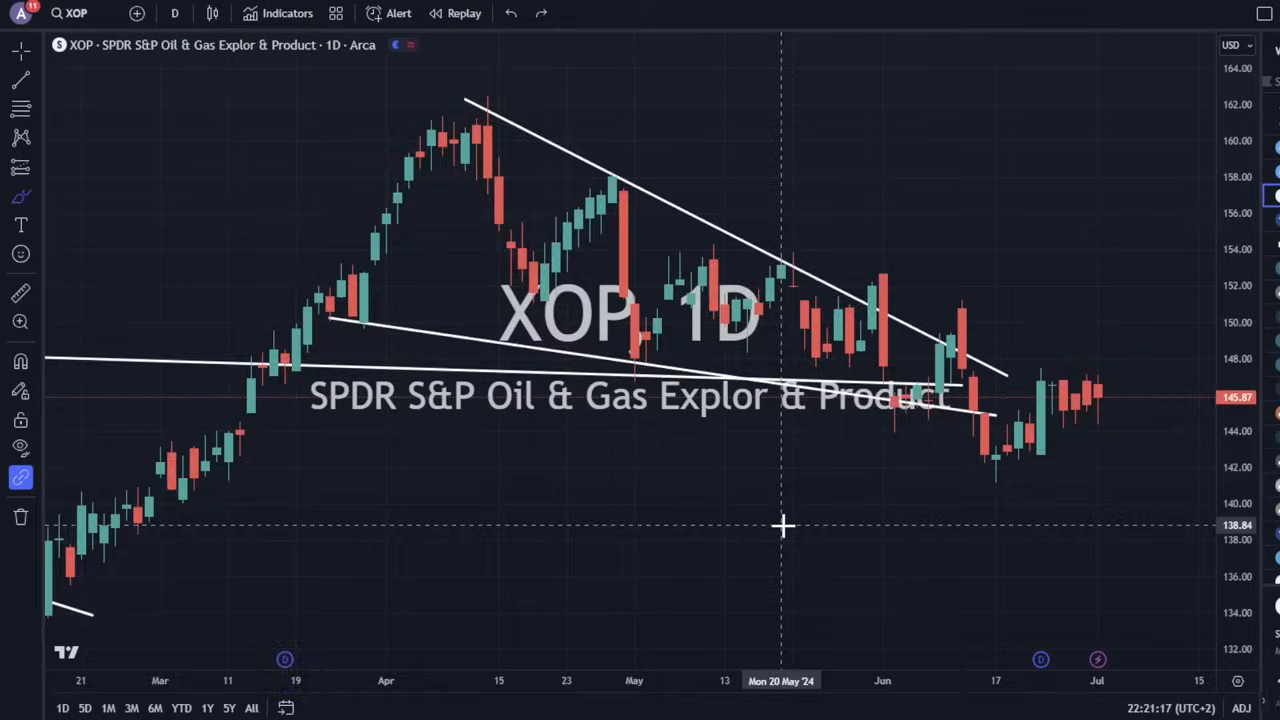 A 11 XOP D Indicators Alert Replay
S XOP · SPDR S&P Oil & Gas Explor & Product · 1D · Arca
USD
164.00
162.00
160.00
158.00
156.00
154.00
152.00
XOP, 1D
150.00
148.00
SPDR S&P Oil & Gas Explor & Product
145.87
144.00
142.00
140.00
138.84
138.00
136.00
134.00
132.00
D D
21 Mar 11 19 Apr 15 23 May 13 Mon 20 May '24 Jun 17 Jul 15
1D 5D 1M 3M 6M YTD 1Y 5Y All 22:21:17 (UTC+2) ADJ